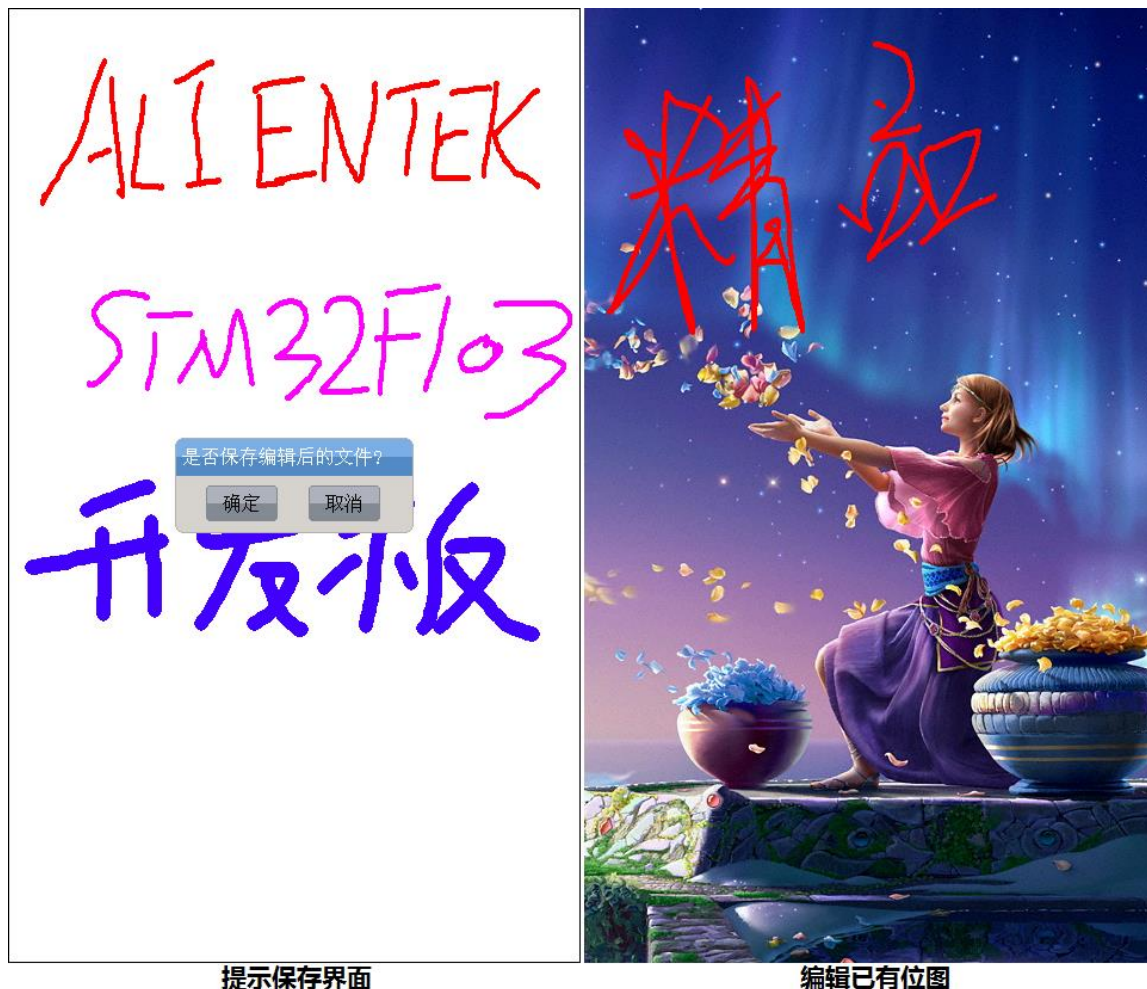 ALIENTEK
STM32F103
是否保存编辑后的文件?
确定 取消
开发板
精品
提示保存界面
编辑已有位图